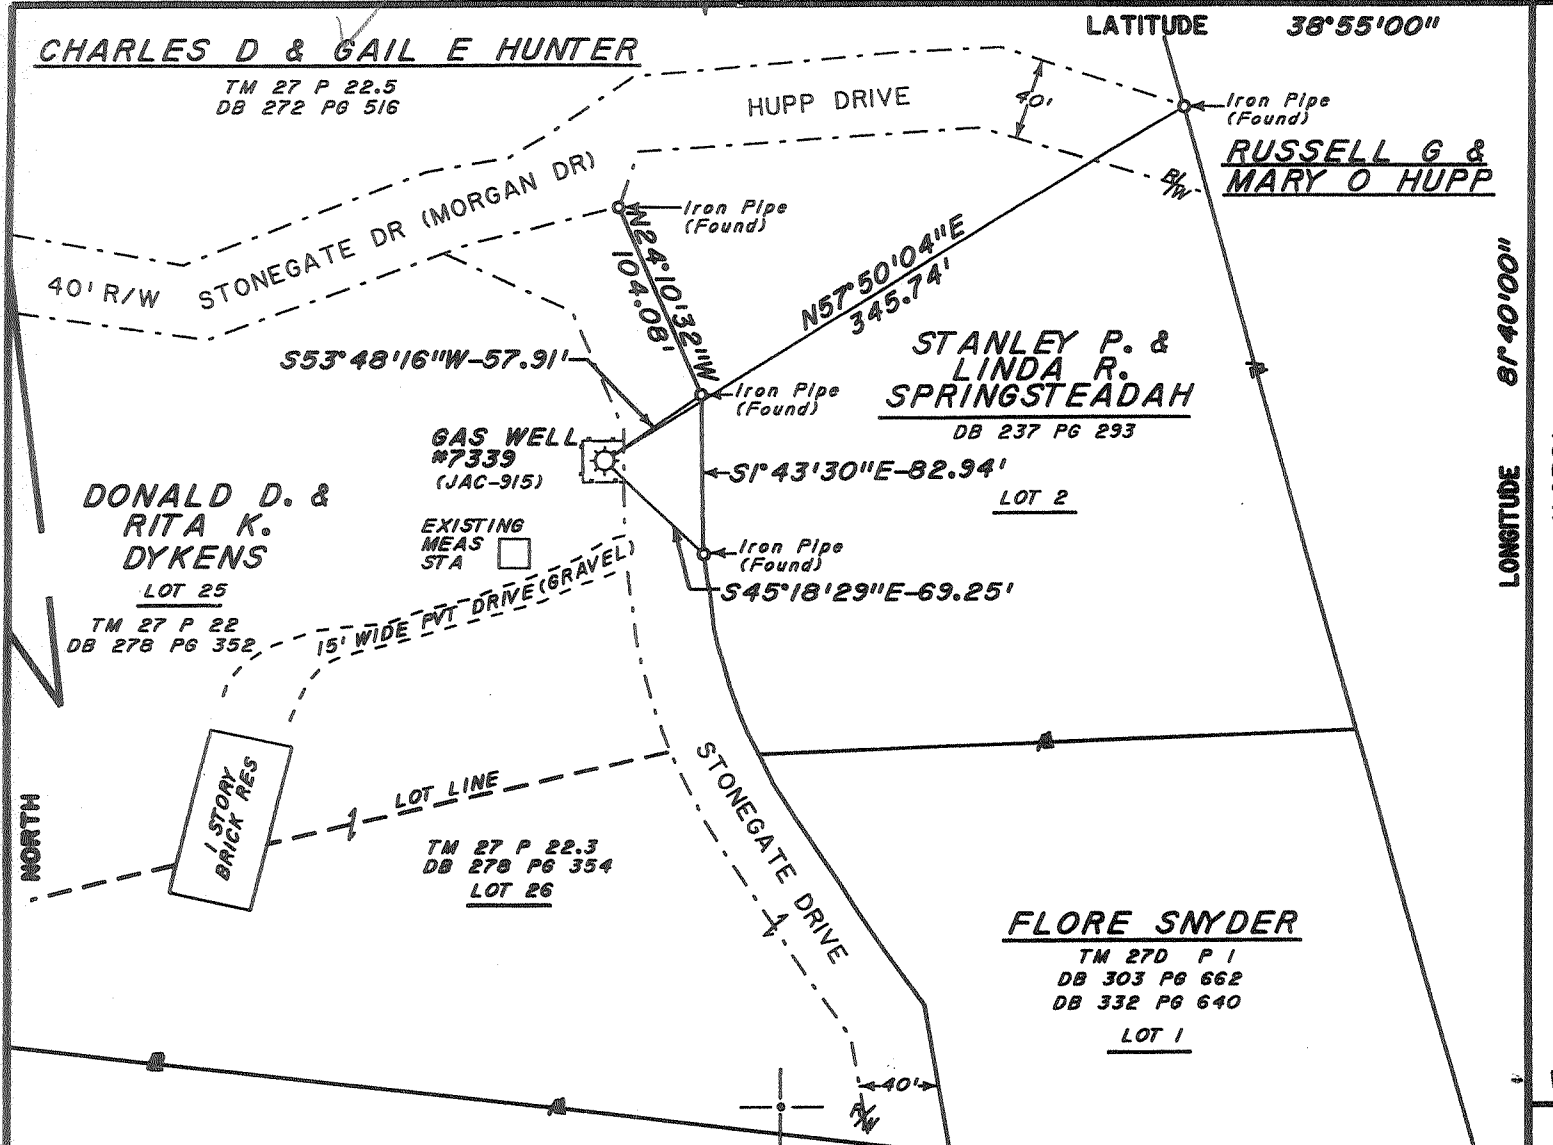 LATITUDE 38°55'00"
CHARLES D & GAIL E HUNTER
TM 27 P 22.5
DB 272 PG 516
HUPP DRIVE
40'
Iron Pipe
(Found)
RUSSELL G &
MARY O HUPP
R/W
STONEGATE DR (MORGAN DR)
40' R/W
Iron Pipe
(Found)
N24°10'32"W
104.08'
N57°50'04"E
345.74'
81°40'00"
LONGITUDE
S53°48'16"W-57.91'
STANLEY P. &
LINDA R.
SPRINGSTEADAH
DB 237 PG 293
LOT 2
Iron Pipe
(Found)
GAS WELL
#7339
(JAC-915)
S1°43'30"E-82.94'
DONALD D. &
RITA K.
DYKENS
LOT 25
TM 27 P 22
DB 278 PG 352
EXISTING
MEAS
STA
Iron Pipe
(Found)
S45°18'29"E-69.25'
15' WIDE PVT DRIVE (GRAVEL)
1 STORY
BRICK RES
NORTH
LOT LINE
TM 27 P 22.3
DB 278 PG 354
LOT 26
STONEGATE DRIVE
FLORE SNYDER
TM 27D P 1
DB 303 PG 662
DB 332 PG 640
LOT 1
40'
R/W